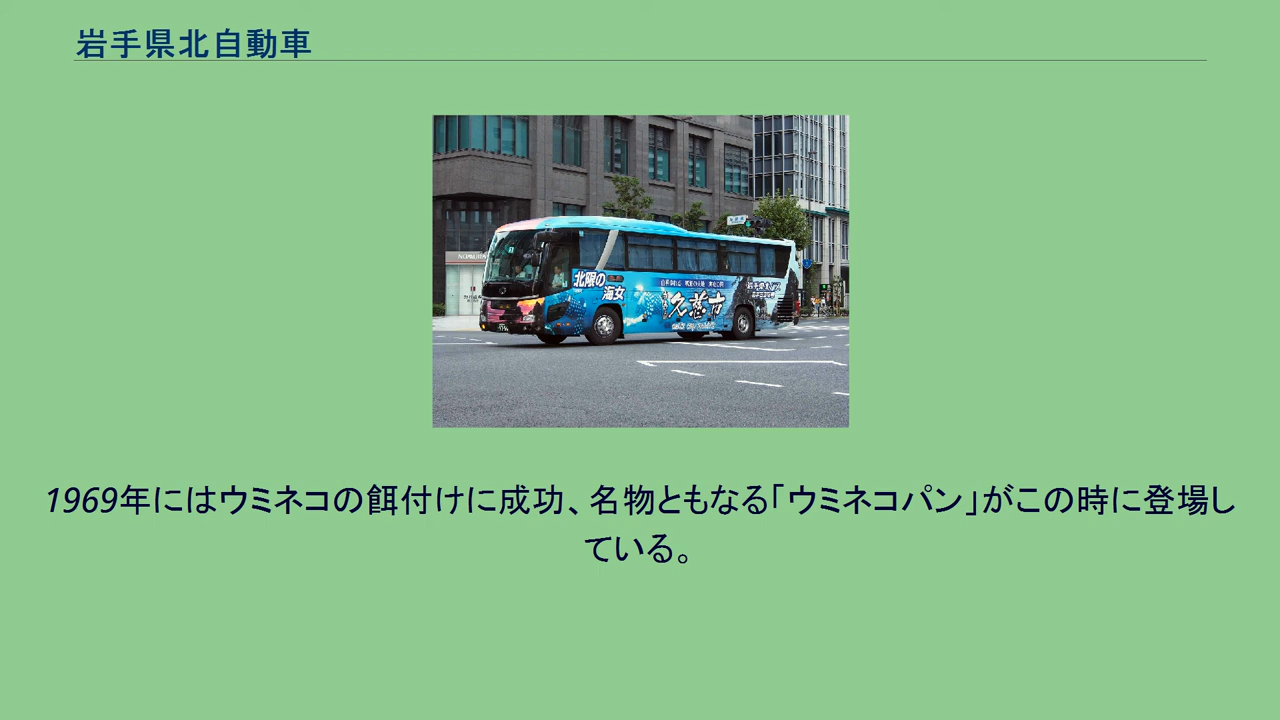 岩手県北自動車
北限の
海女
久慈市
1969年にはウミネコの餌付けに成功、名物ともなる「ウミネコパン」がこの時に登場し
ている。